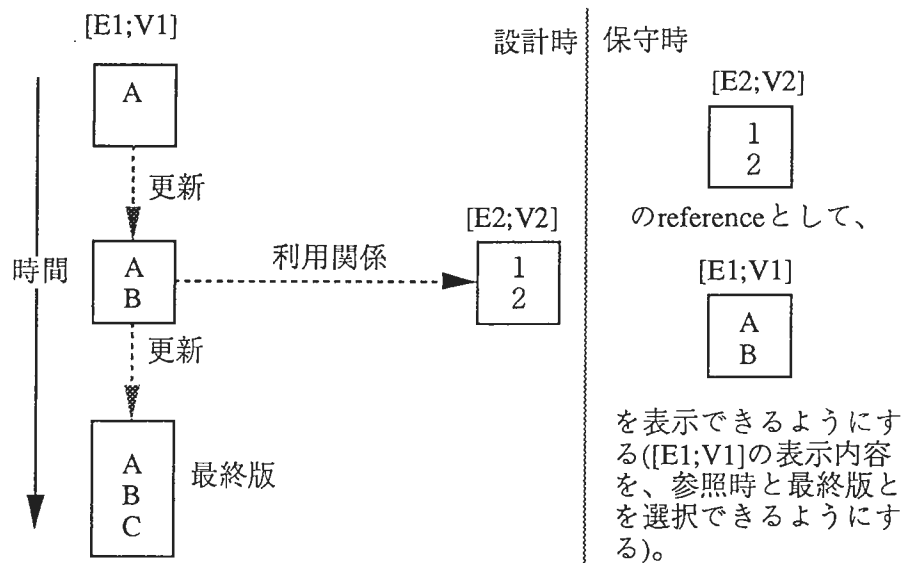 [E1;V1]
設計時
保守時
A
更新
時間
A
B
利用関係
[E2;V2]
1
2
更新
A
B
C
最終版
[E2;V2]
1
2
のreferenceとして、
[E1;V1]
A
B
を表示できるようにす
る([E1;V1]の表示内容
を、参照時と最終版と
を選択できるようにす
る)。